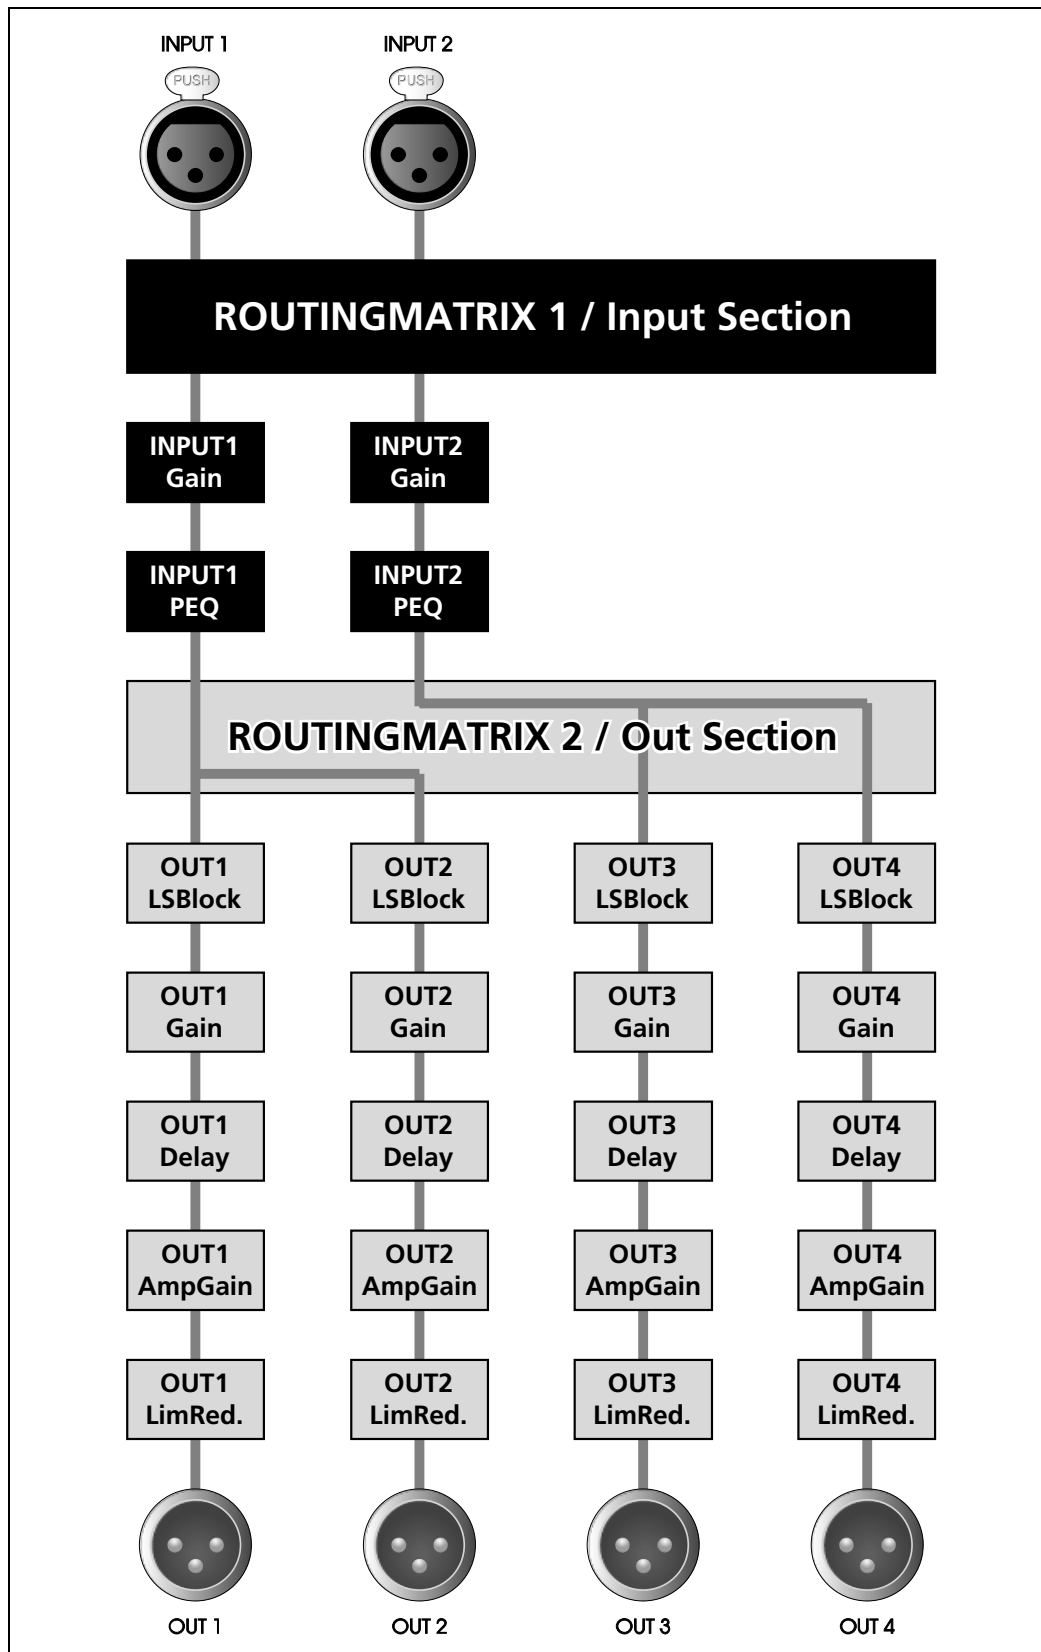 INPUT 1
INPUT 2
PUSH
PUSH
ROUTINGMATRIX 1 / Input Section
INPUT1
Gain
INPUT2
Gain
INPUT1
PEQ
INPUT2
PEQ
ROUTINGMATRIX 2 / Out Section
OUT1
LSBlock
OUT2
LSBlock
OUT3
LSBlock
OUT4
LSBlock
OUT1
Gain
OUT2
Gain
OUT3
Gain
OUT4
Gain
OUT1
Delay
OUT2
Delay
OUT3
Delay
OUT4
Delay
OUT1
AmpGain
OUT2
AmpGain
OUT3
AmpGain
OUT4
AmpGain
OUT1
LimRed.
OUT2
LimRed.
OUT3
LimRed.
OUT4
LimRed.
OUT 1
OUT 2
OUT 3
OUT 4